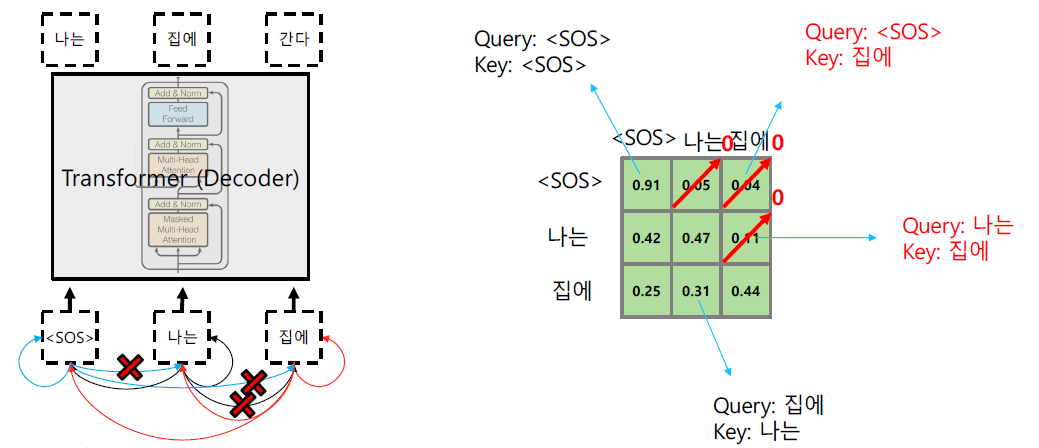 나는 집에 간다
Add & Norm
Feed
Forward
Add & Norm
Multi-Head
Attention
Transformer (Decoder)
Add & Norm
Masked
Multi-Head
Attention
<SOS> 나는 집에
Query: <SOS>
Key: <SOS>
Query: <SOS>
Key: 집에
<SOS> 나는 0 집에 0
<SOS> 0.91 0.05 0.04
0
나는 0.42 0.47 0.11
집에 0.25 0.31 0.44
Query: 나는
Key: 집에
Query: 집에
Key: 나는